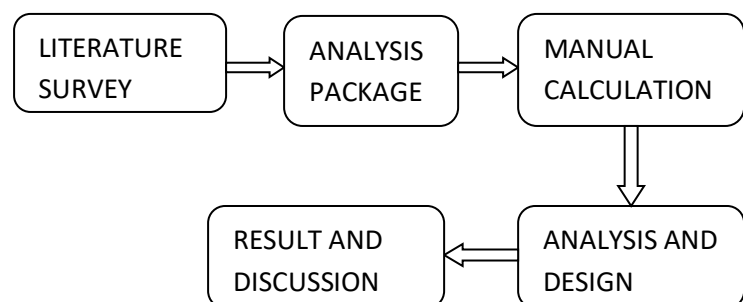 LITERATURE
SURVEY
ANALYSIS
PACKAGE
MANUAL
CALCULATION
ANALYSIS AND
DESIGN
RESULT AND
DISCUSSION